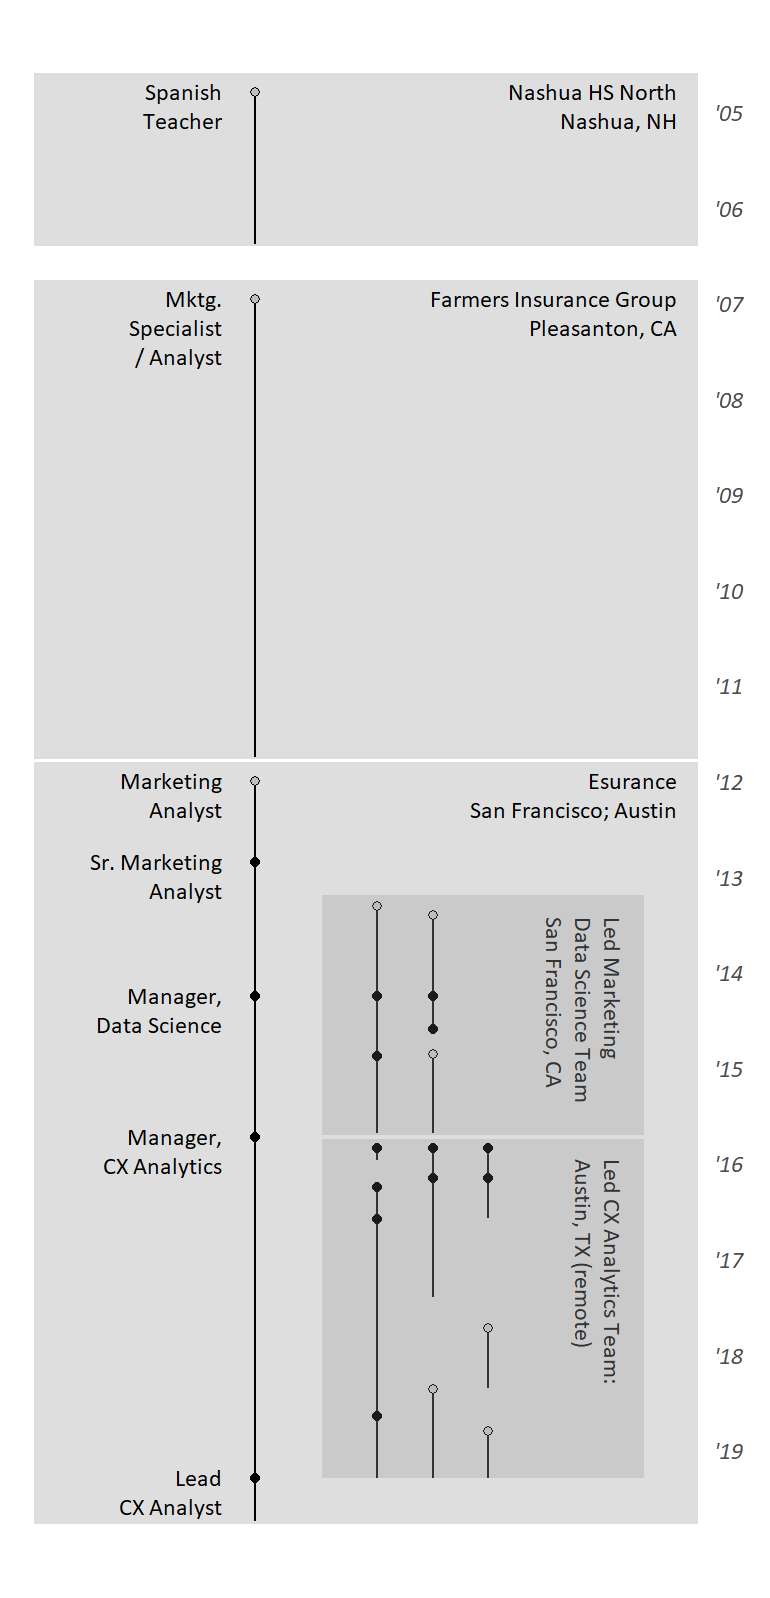 Spanish
Teacher
Nashua HS North
Nashua, NH
'05
'06
Mktg.
Specialist
/ Analyst
Farmers Insurance Group
Pleasanton, CA
'07
'08
'09
'10
'11
Marketing
Analyst
Esurance
San Francisco; Austin
'12
Sr. Marketing
Analyst
'13
Led Marketing
Data Science Team
San Francisco, CA
'14
Manager,
Data Science
'15
Manager,
CX Analytics
Led CX Analytics Team:
Austin, TX (remote)
'16
'17
'18
'19
Lead
CX Analyst